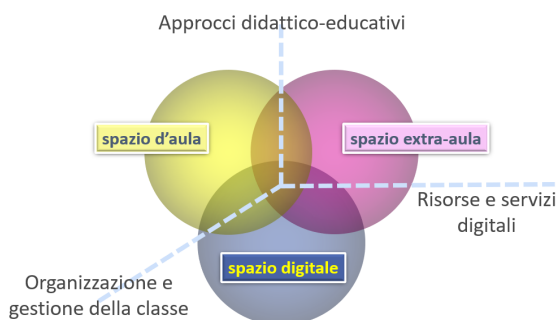 Approcci didattico-educativi
spazio d'aula
spazio extra-aula
Risorse e servizi
digitali
spazio digitale
Organizzazione e
gestione della classe